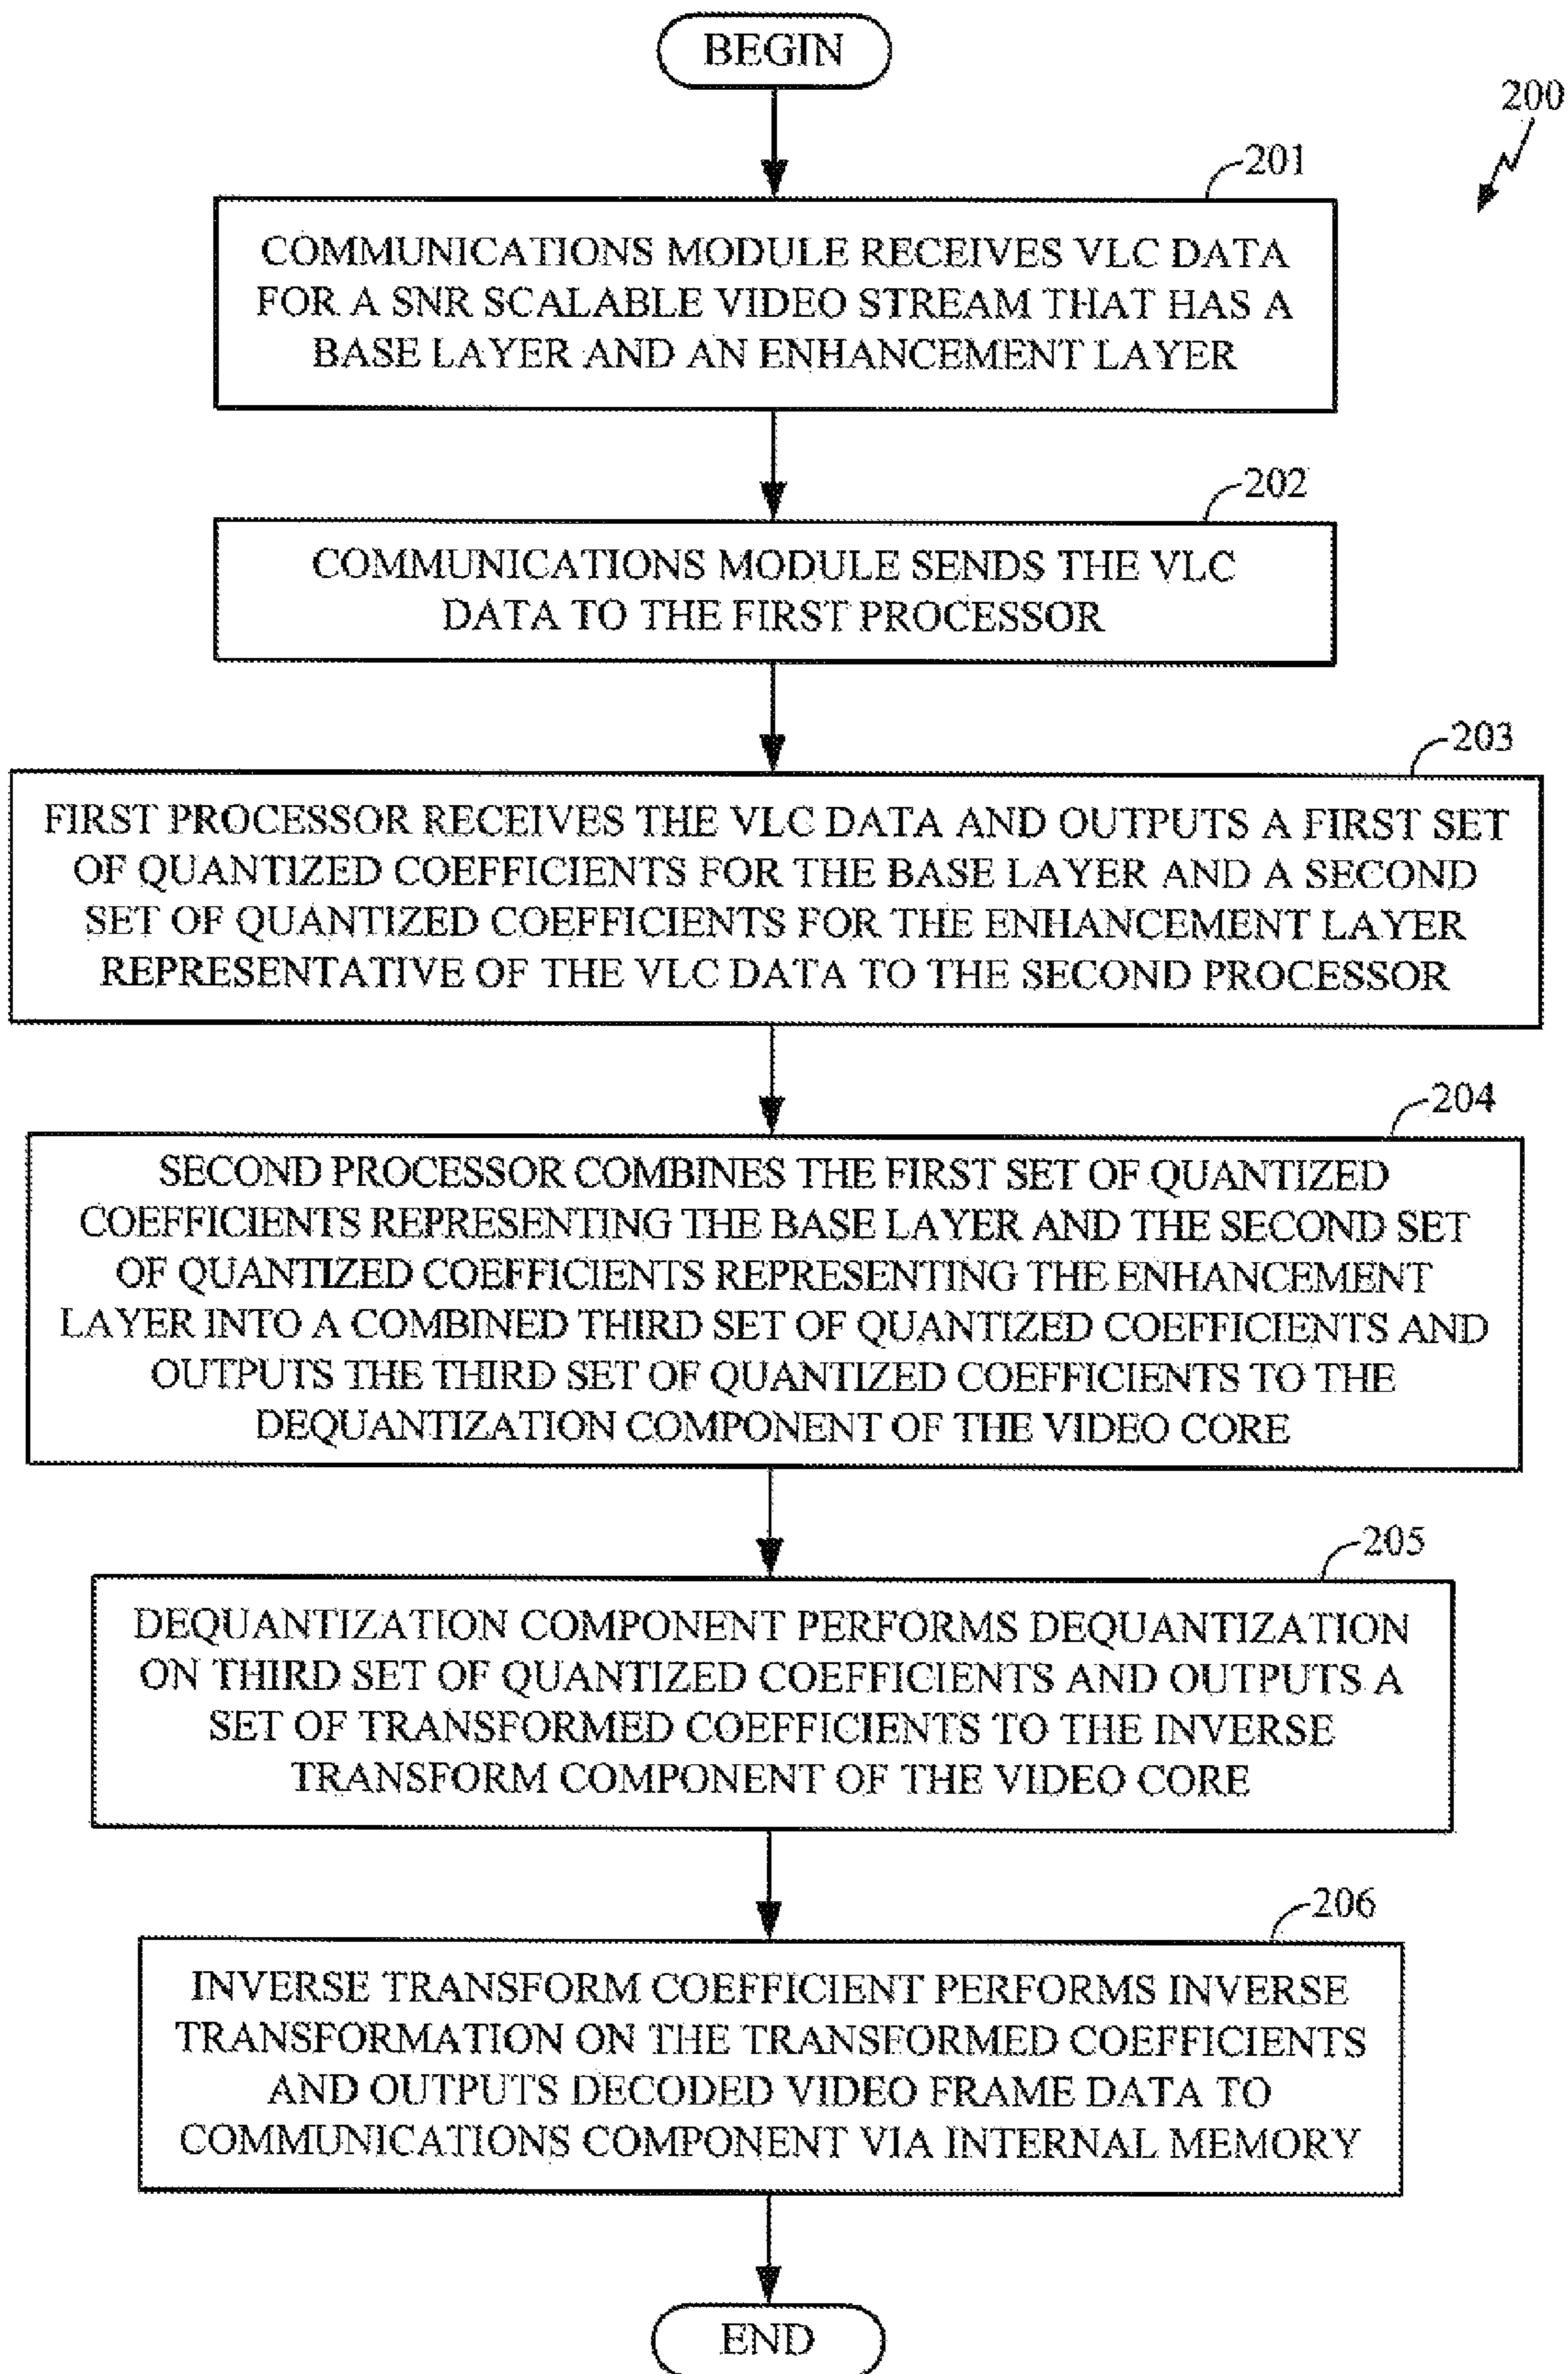 BEGIN
200
201
COMMUNICATIONS MODULE RECEIVES VLC DATA
FOR A SNR SCALABLE VIDEO STREAM THAT HAS A
BASE LAYER AND AN ENHANCEMENT LAYER
202
COMMUNICATIONS MODULE SENDS THE VLC
DATA TO THE FIRST PROCESSOR
203
FIRST PROCESSOR RECEIVES THE VLC DATA AND OUTPUTS A FIRST SET
OF QUANTIZED COEFFICIENTS FOR THE BASE LAYER AND A SECOND
SET OF QUANTIZED COEFFICIENTS FOR THE ENHANCEMENT LAYER
REPRESENTATIVE OF THE VLC DATA TO THE SECOND PROCESSOR
204
SECOND PROCESSOR COMBINES THE FIRST SET OF QUANTIZED
COEFFICIENTS REPRESENTING THE BASE LAYER AND THE SECOND SET
OF QUANTIZED COEFFICIENTS REPRESENTING THE ENHANCEMENT
LAYER INTO A COMBINED THIRD SET OF QUANTIZED COEFFICIENTS AND
OUTPUTS THE THIRD SET OF QUANTIZED COEFFICIENTS TO THE
DEQUANTIZATION COMPONENT OF THE VIDEO CORE
205
DEQUANTIZATION COMPONENT PERFORMS DEQUANTIZATION
ON THIRD SET OF QUANTIZED COEFFICIENTS AND OUTPUTS A
SET OF TRANSFORMED COEFFICIENTS TO THE INVERSE
TRANSFORM COMPONENT OF THE VIDEO CORE
206
INVERSE TRANSFORM COEFFICIENT PERFORMS INVERSE
TRANSFORMATION ON THE TRANSFORMED COEFFICIENTS
AND OUTPUTS DECODED VIDEO FRAME DATA TO
COMMUNICATIONS COMPONENT VIA INTERNAL MEMORY
END